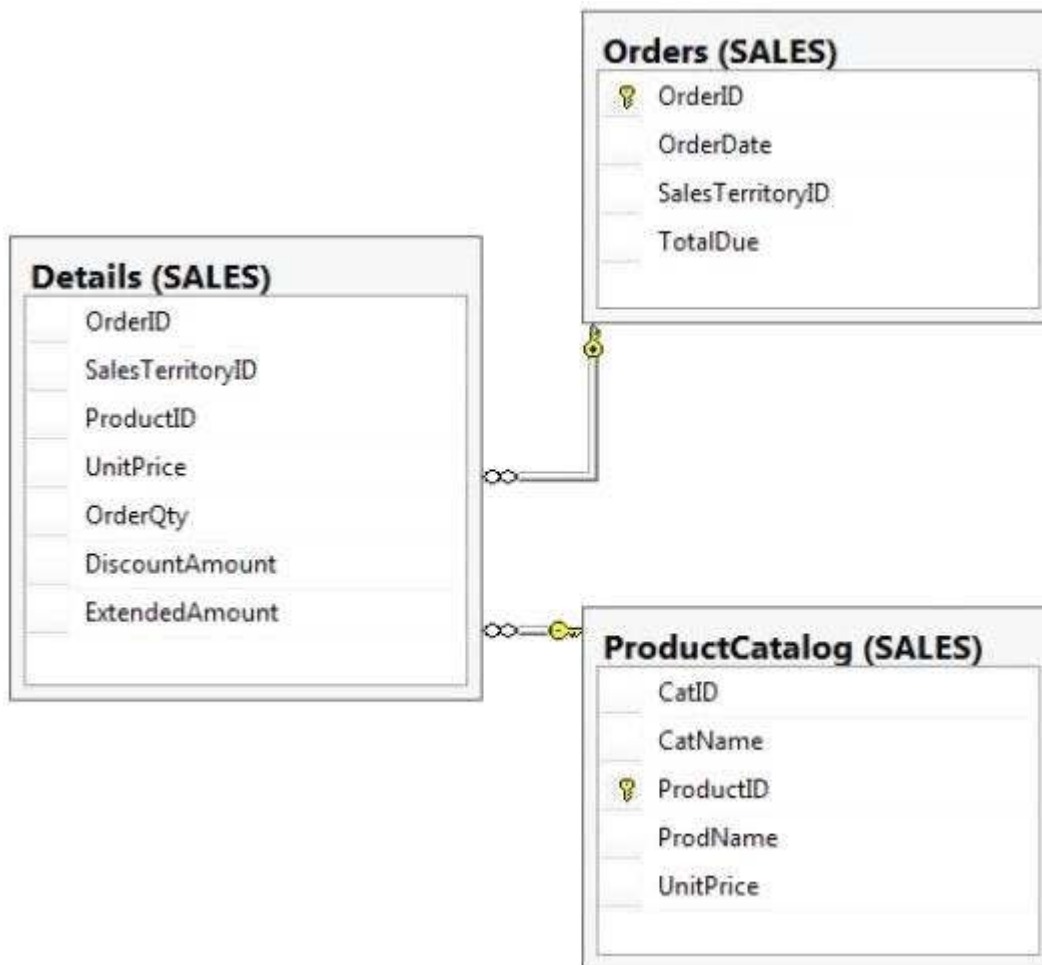 Orders (SALES)
OrderID
OrderDate
SalesTerritoryID
TotalDue
Details (SALES)
OrderID
SalesTerritoryID
ProductID
UnitPrice
OrderQty
DiscountAmount
ExtendedAmount
ProductCatalog (SALES)
CatID
CatName
ProductID
ProdName
UnitPrice